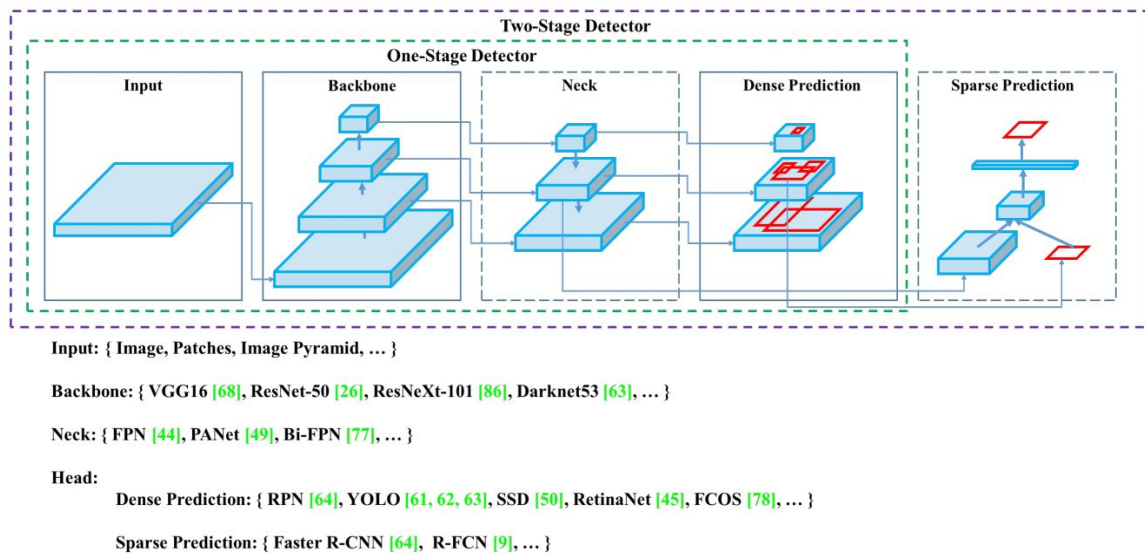 Two-Stage Detector
One-Stage Detector
Input
Backbone
Neck
Dense Prediction
Sparse Prediction
Input: { Image, Patches, Image Pyramid, … }
Backbone: { VGG16 [68], ResNet-50 [26], ResNeXt-101 [86], Darknet53 [63], … }
Neck: { FPN [44], PANet [49], Bi-FPN [77], … }
Head:
Dense Prediction: { RPN [64], YOLO [61, 62, 63], SSD [50], RetinaNet [45], FCOS [78], … }
Sparse Prediction: { Faster R-CNN [64], R-FCN [9], … }